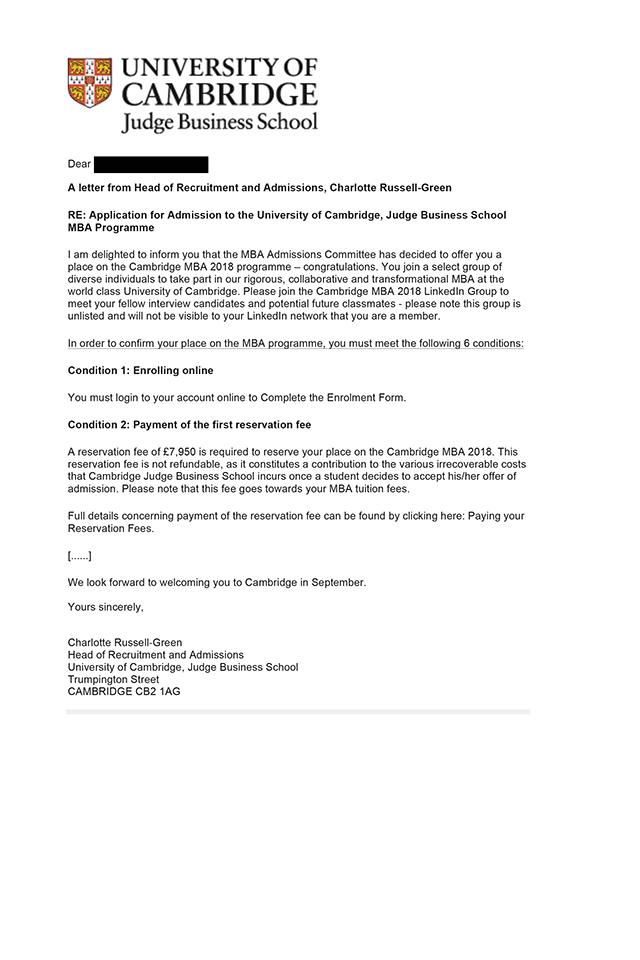 UNIVERSITY OF
CAMBRIDGE
Judge Business School
Dear
A letter from Head of Recruitment and Admissions, Charlotte Russell-Green
RE: Application for Admission to the University of Cambridge, Judge Business School
MBA Programme
I am delighted to inform you that the MBA Admissions Committee has decided to offer you a
place on the Cambridge MBA 2018 programme – congratulations. You join a select group of
diverse individuals to take part in our rigorous, collaborative and transformational MBA at the
world class University of Cambridge. Please join the Cambridge MBA 2018 LinkedIn Group to
meet your fellow interview candidates and potential future classmates - please note this group is
unlisted and will not be visible to your LinkedIn network that you are a member.
In order to confirm your place on the MBA programme, you must meet the following 6 conditions:
Condition 1: Enrolling online
You must login to your account online to Complete the Enrolment Form.
Condition 2: Payment of the first reservation fee
A reservation fee of £7,950 is required to reserve your place on the Cambridge MBA 2018. This
reservation fee is not refundable, as it constitutes a contribution to the various irrecoverable costs
that Cambridge Judge Business School incurs once a student decides to accept his/her offer of
admission. Please note that this fee goes towards your MBA tuition fees.
Full details concerning payment of the reservation fee can be found by clicking here: Paying your
Reservation Fees.
[......]
We look forward to welcoming you to Cambridge in September.
Yours sincerely,
Charlotte Russell-Green
Head of Recruitment and Admissions
University of Cambridge, Judge Business School
Trumpington Street
CAMBRIDGE CB2 1AG